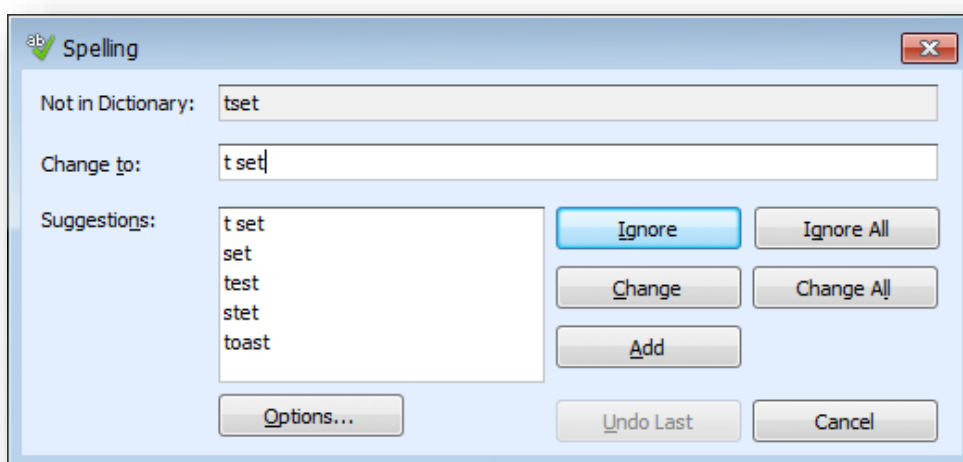 Spelling
Not in Dictionary: tset
Change to: t set
Suggestions:
t set
set
test
stet
toast
Ignore Ignore All
Change Change All
Add
Options... Undo Last Cancel